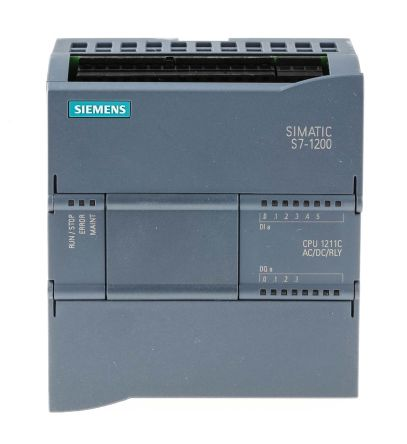 SIEMENS
SIMATIC
S7-1200
RUN / STOP
ERROR
MAINT
0 1 2 3 4 5
DI a
CPU 1211C
AC/DC/RLY
DQ a
0 1 2 3